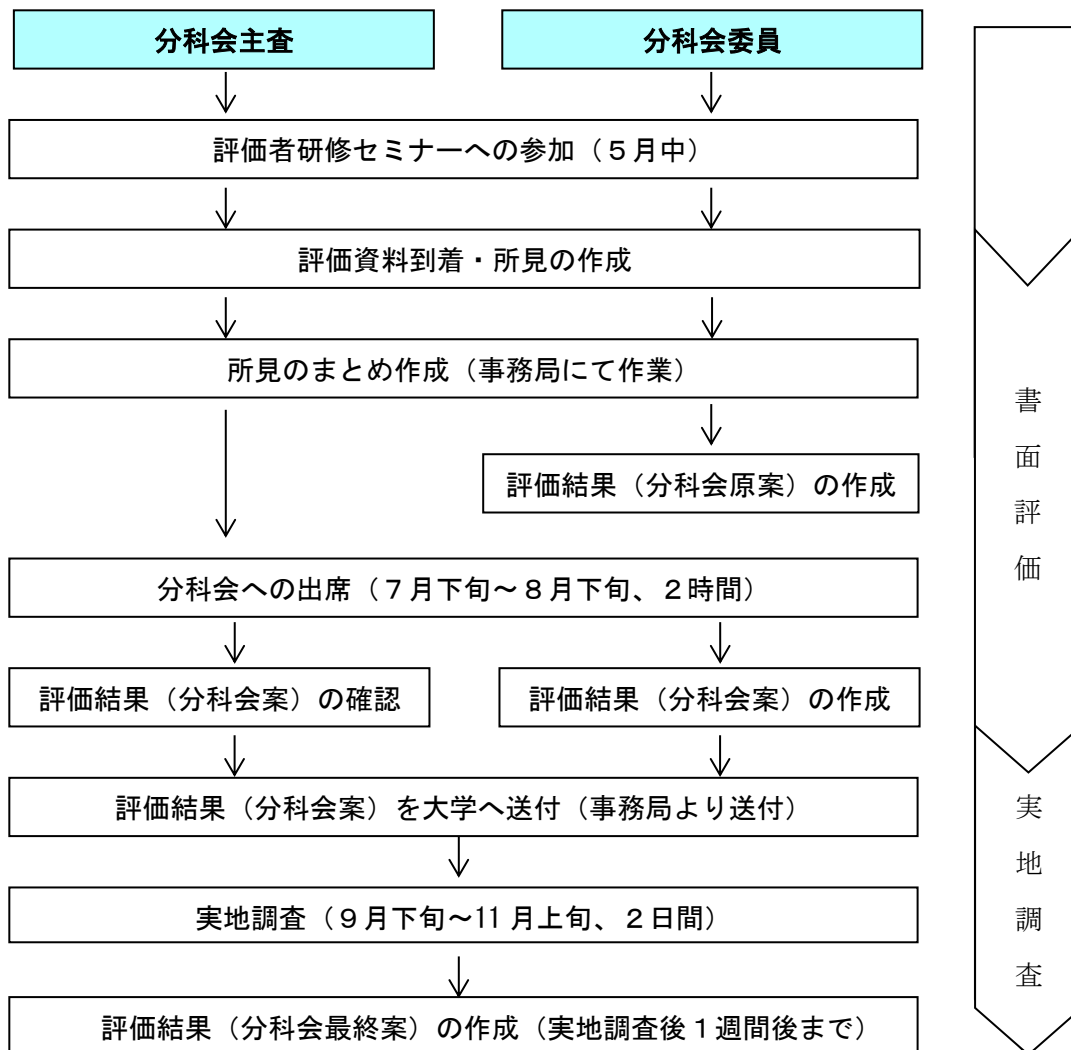 分科会主査
分科会委員
評価者研修セミナーへの参加（５月中）
評価資料到着・所見の作成
所見のまとめ作成（事務局にて作業）
評価結果（分科会原案）の作成
分科会への出席（７月下旬～８月下旬、２時間）
評価結果（分科会案）の確認
評価結果（分科会案）の作成
評価結果（分科会案）を大学へ送付（事務局より送付）
実地調査（９月下旬～11月上旬、２日間）
評価結果（分科会最終案）の作成（実地調査後１週間後まで）
書面評価
実地調査